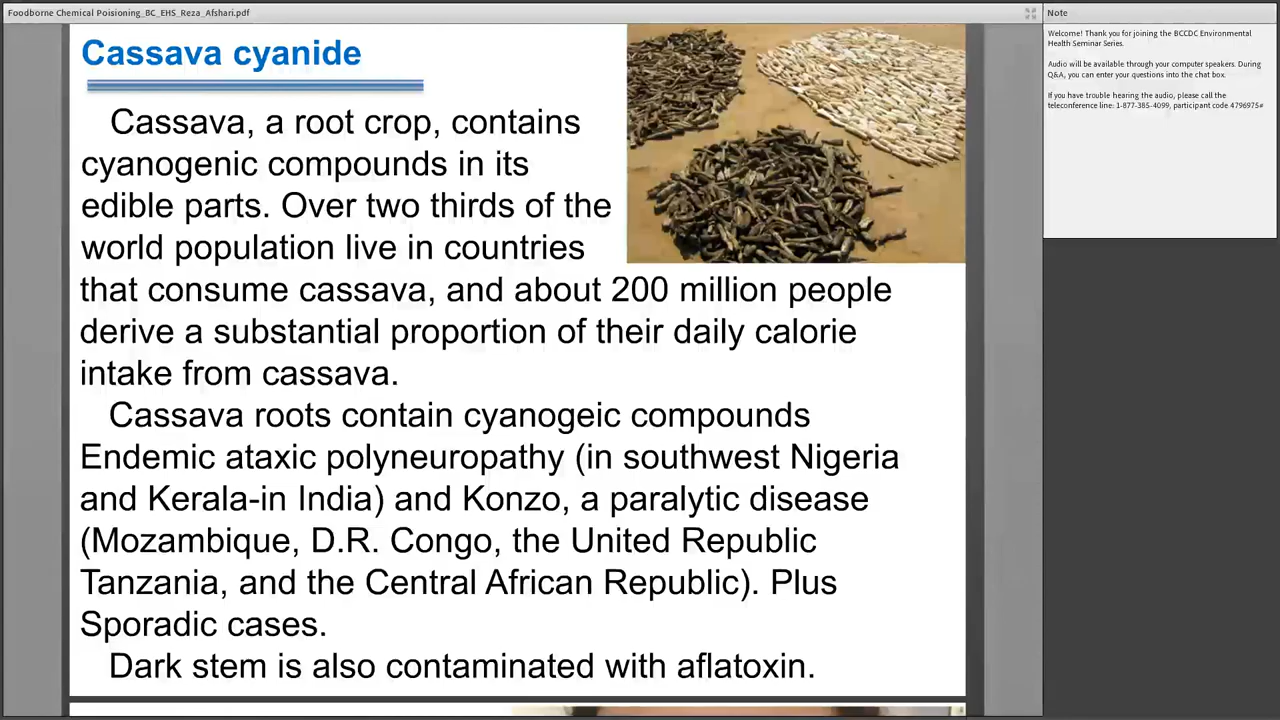 Foodborne Chemical Poisioning_BC_EHS_Reza_Afshari.pdf
Cassava cyanide
Cassava, a root crop, contains
cyanogenic compounds in its
edible parts. Over two thirds of the
world population live in countries
that consume cassava, and about 200 million people
derive a substantial proportion of their daily calorie
intake from cassava.
Cassava roots contain cyanogeic compounds
Endemic ataxic polyneuropathy (in southwest Nigeria
and Kerala-in India) and Konzo, a paralytic disease
(Mozambique, D.R. Congo, the United Republic
Tanzania, and the Central African Republic). Plus
Sporadic cases.
Dark stem is also contaminated with aflatoxin.
Note
Welcome! Thank you for joining the BCCDC Environmental
Health Seminar Series.
Audio will be available through your computer speakers. During
Q&A, you can enter your questions into the chat box.
If you have trouble hearing the audio, please call the
teleconference line: 1-877-385-4099, participant code 4796975#